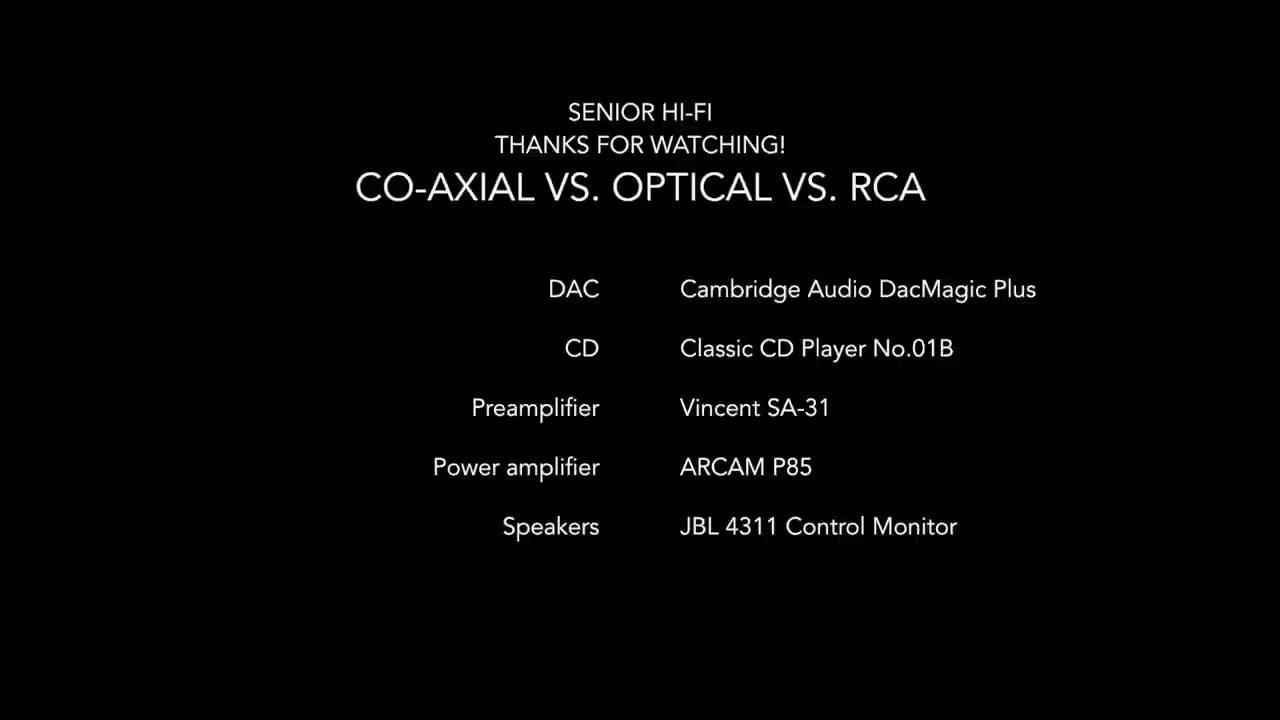 SENIOR HI-FI
THANKS FOR WATCHING!
CO-AXIAL VS. OPTICAL VS. RCA
DAC Cambridge Audio DacMagic Plus
CD Classic CD Player No.01B
Preamplifier Vincent SA-31
Power amplifier ARCAM P85
Speakers JBL 4311 Control Monitor